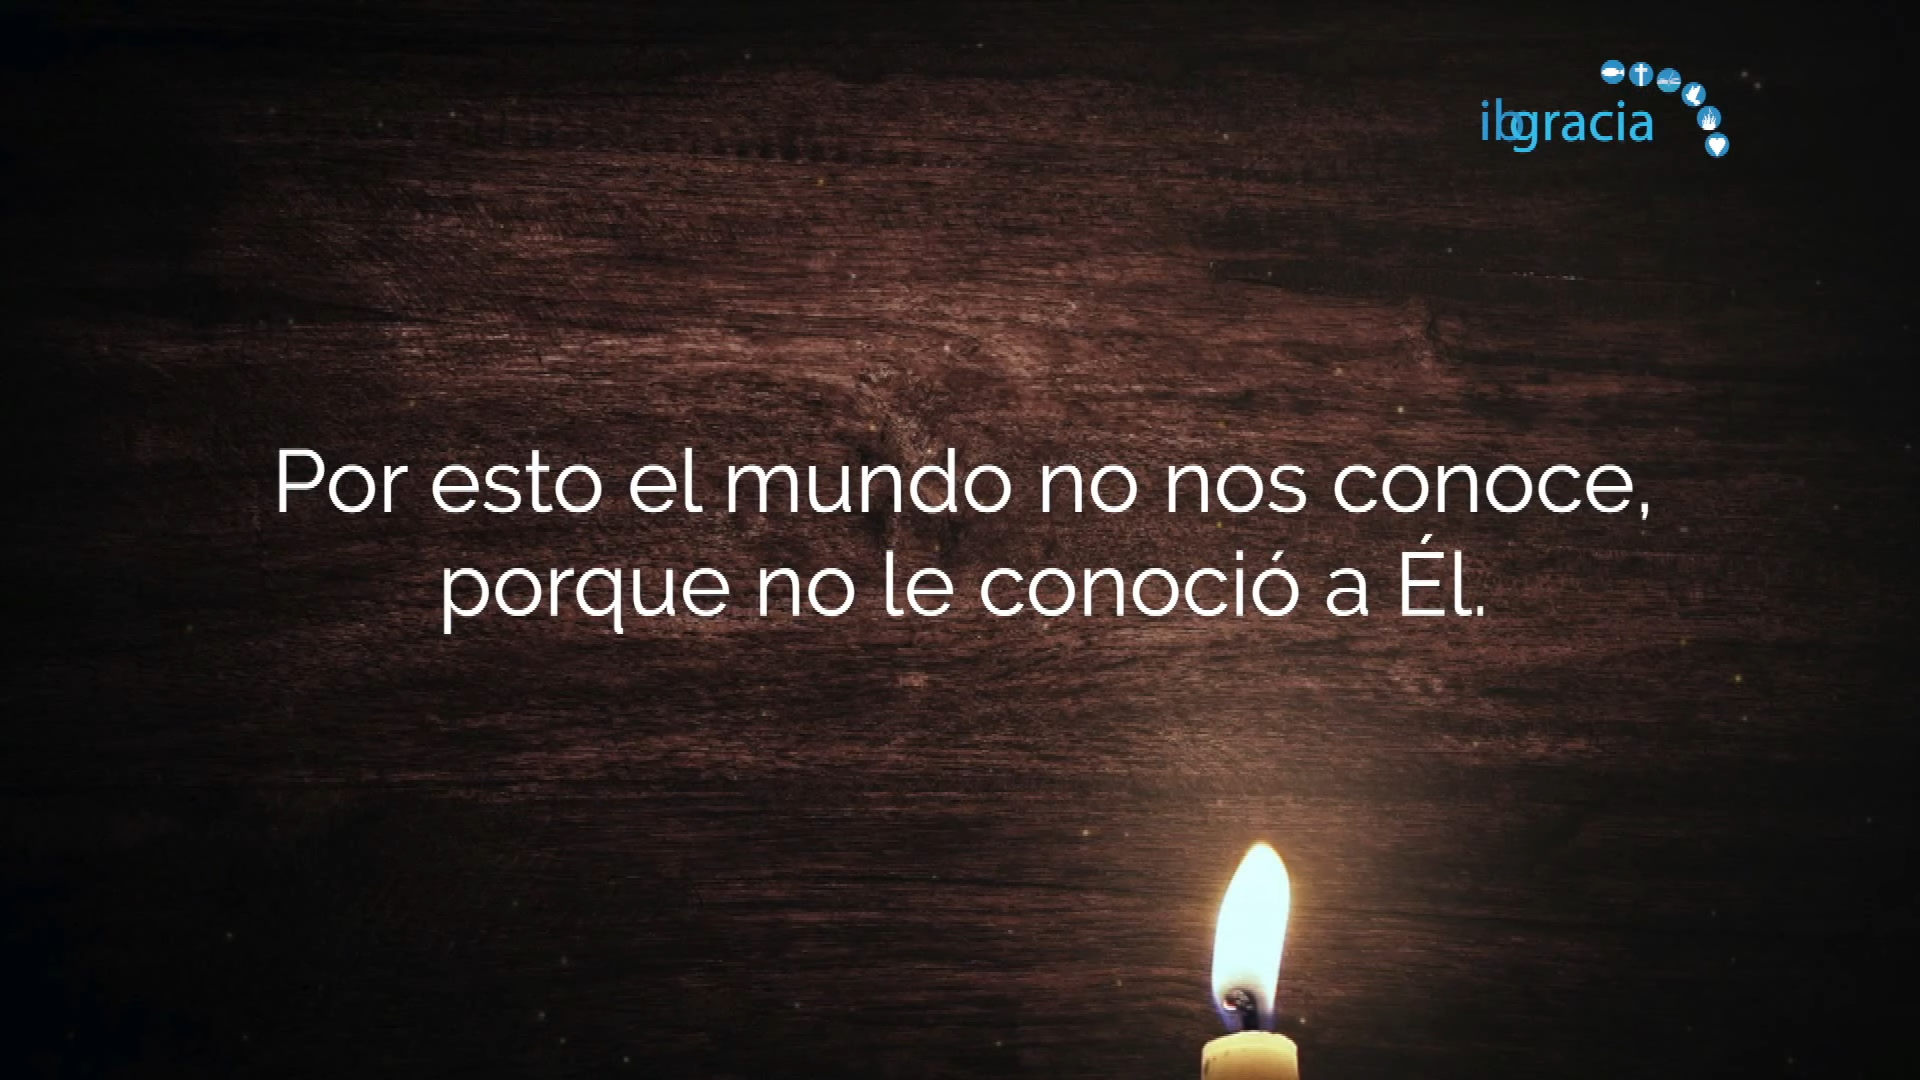 ibgracia
Por esto el mundo no nos conoce,
porque no le conoció a Él.